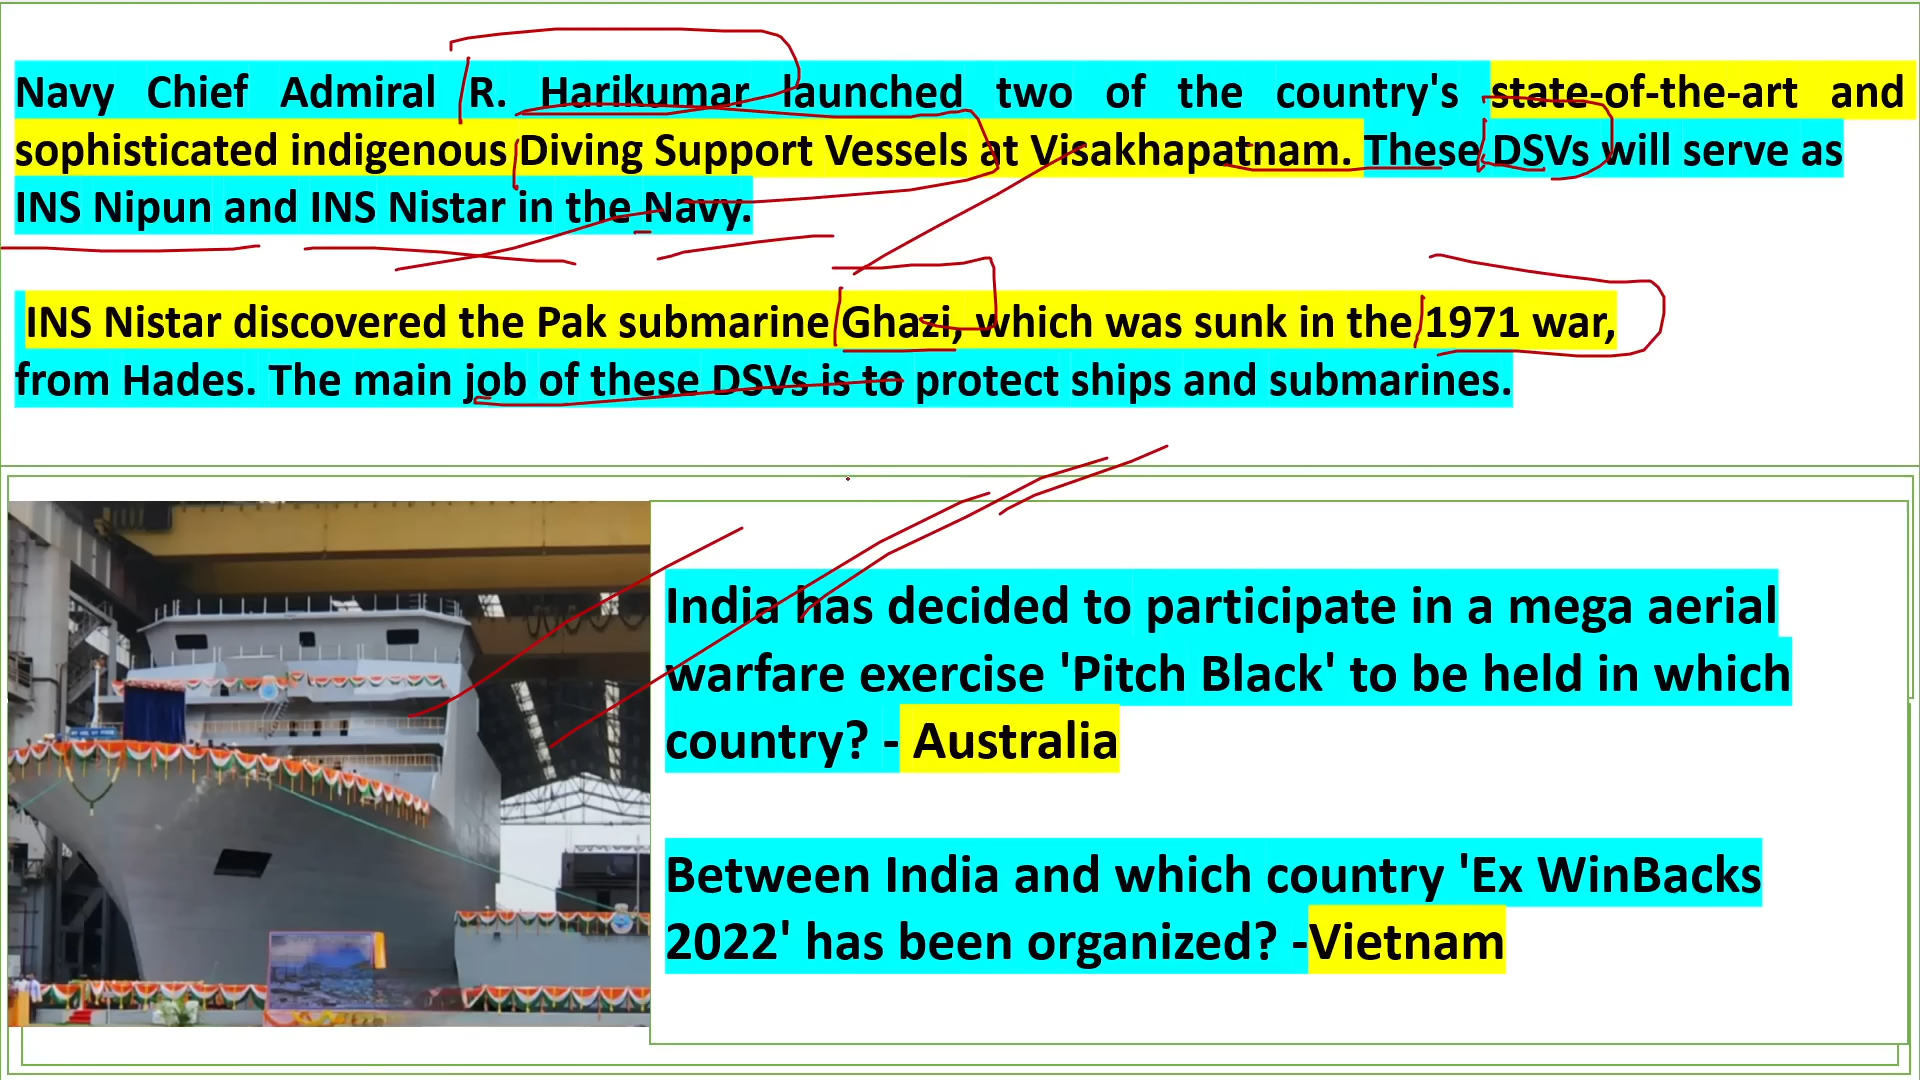 Navy Chief Admiral R. Harikumar launched two of the country's state-of-the-art and
sophisticated indigenous Diving Support Vessels at Visakhapatnam. These DSVs will serve as
INS Nipun and INS Nistar in the Navy.
INS Nistar discovered the Pak submarine Ghazi, which was sunk in the 1971 war,
from Hades. The main job of these DSVs is to protect ships and submarines.
India has decided to participate in a mega aerial
warfare exercise 'Pitch Black' to be held in which
country? - Australia
Between India and which country 'Ex WinBacks
2022' has been organized? -Vietnam